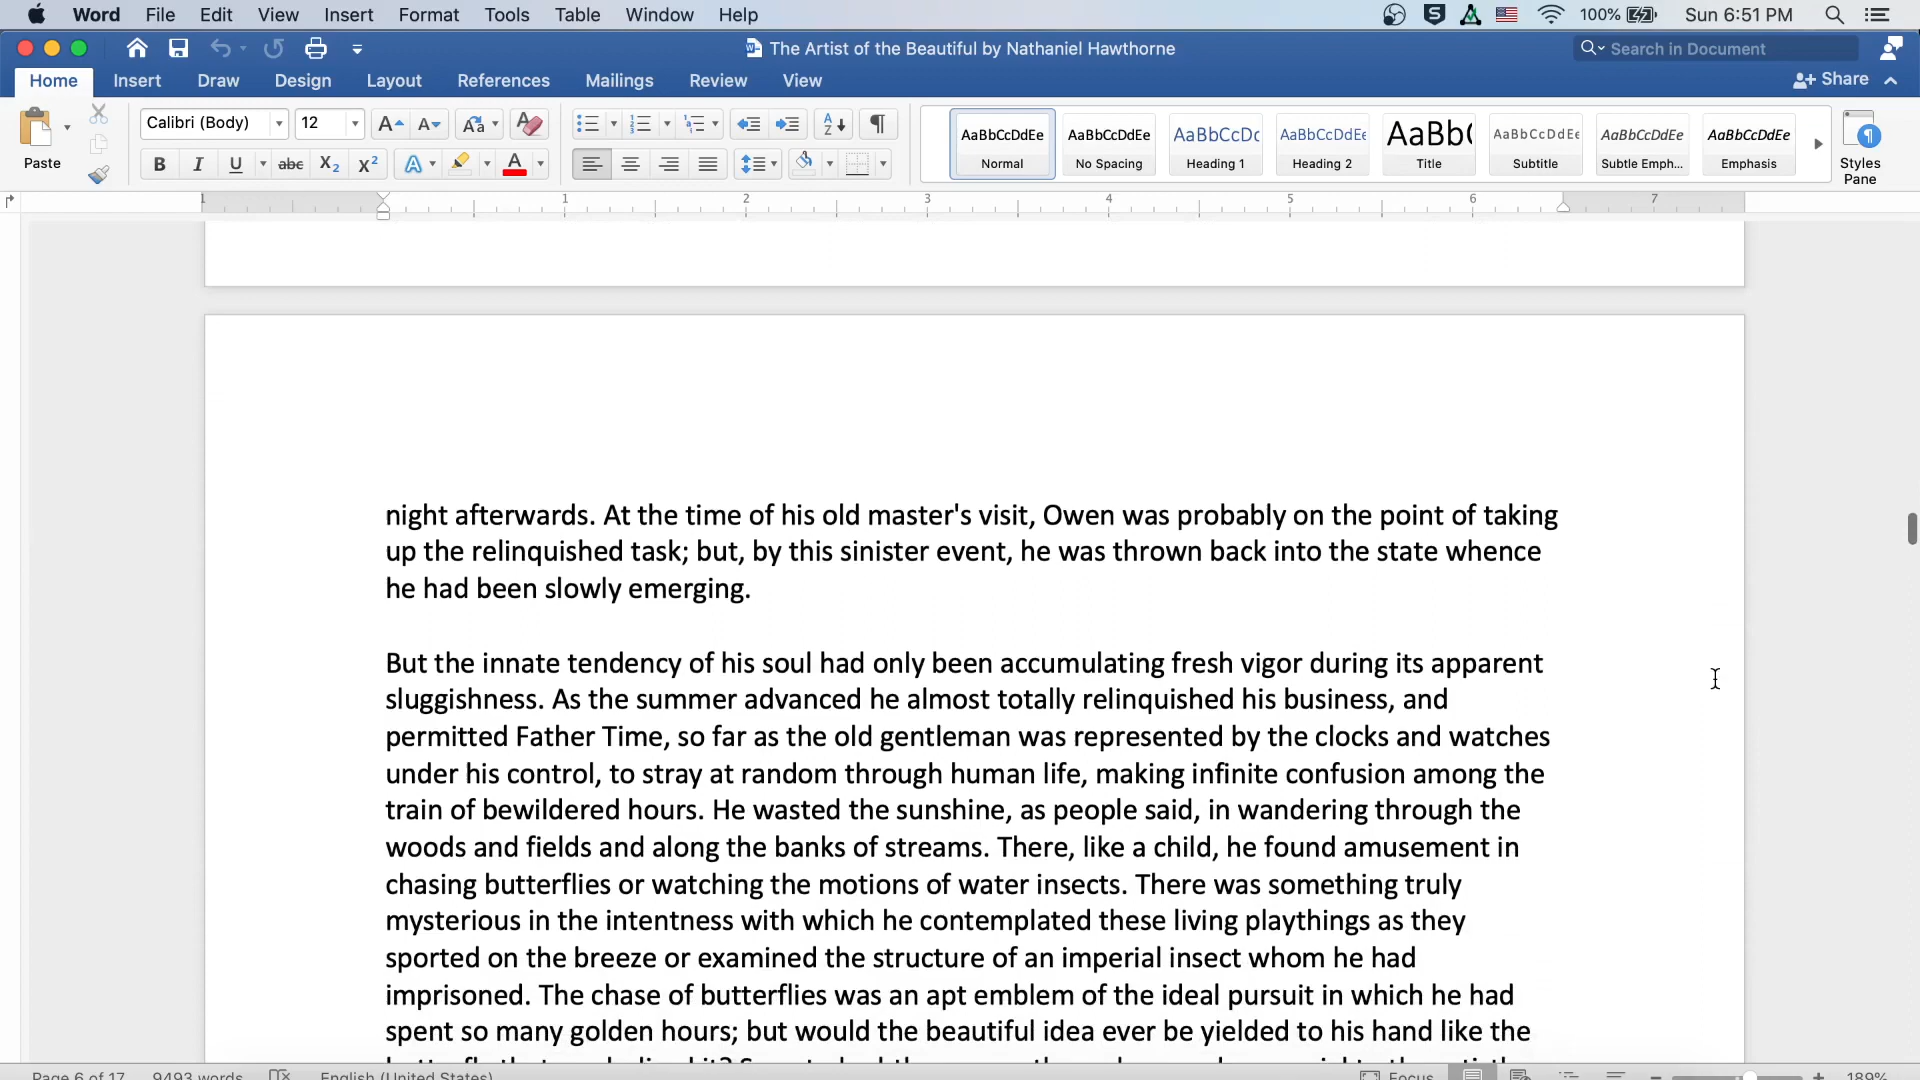 Word File Edit View Insert Format Tools Table Window Help 100% Sun 6:51 PM
The Artist of the Beautiful by Nathaniel Hawthorne Search in Document
Home Insert Draw Design Layout References Mailings Review View Share
Paste Calibri (Body) 12
AaBbCcDdEe Normal
AaBbCcDdEe No Spacing
AaBbCcDc Heading 1
AaBbCcDdEe Heading 2
AaBb( Title
AaBbCcDdEe Subtitle
AaBbCcDdEe Subtle Emph...
AaBbCcDdEe Emphasis
Styles Pane
B I U abc X2 X2 A A
1 1 2 3 4 5 6 7
night afterwards. At the time of his old master's visit, Owen was probably on the point of taking
up the relinquished task; but, by this sinister event, he was thrown back into the state whence
he had been slowly emerging.
But the innate tendency of his soul had only been accumulating fresh vigor during its apparent
sluggishness. As the summer advanced he almost totally relinquished his business, and
permitted Father Time, so far as the old gentleman was represented by the clocks and watches
under his control, to stray at random through human life, making infinite confusion among the
train of bewildered hours. He wasted the sunshine, as people said, in wandering through the
woods and fields and along the banks of streams. There, like a child, he found amusement in
chasing butterflies or watching the motions of water insects. There was something truly
mysterious in the intentness with which he contemplated these living playthings as they
sported on the breeze or examined the structure of an imperial insect whom he had
imprisoned. The chase of butterflies was an apt emblem of the ideal pursuit in which he had
spent so many golden hours; but would the beautiful idea ever be yielded to his hand like the
Page 6 of 17 9493 words English (United States) Focus 189%